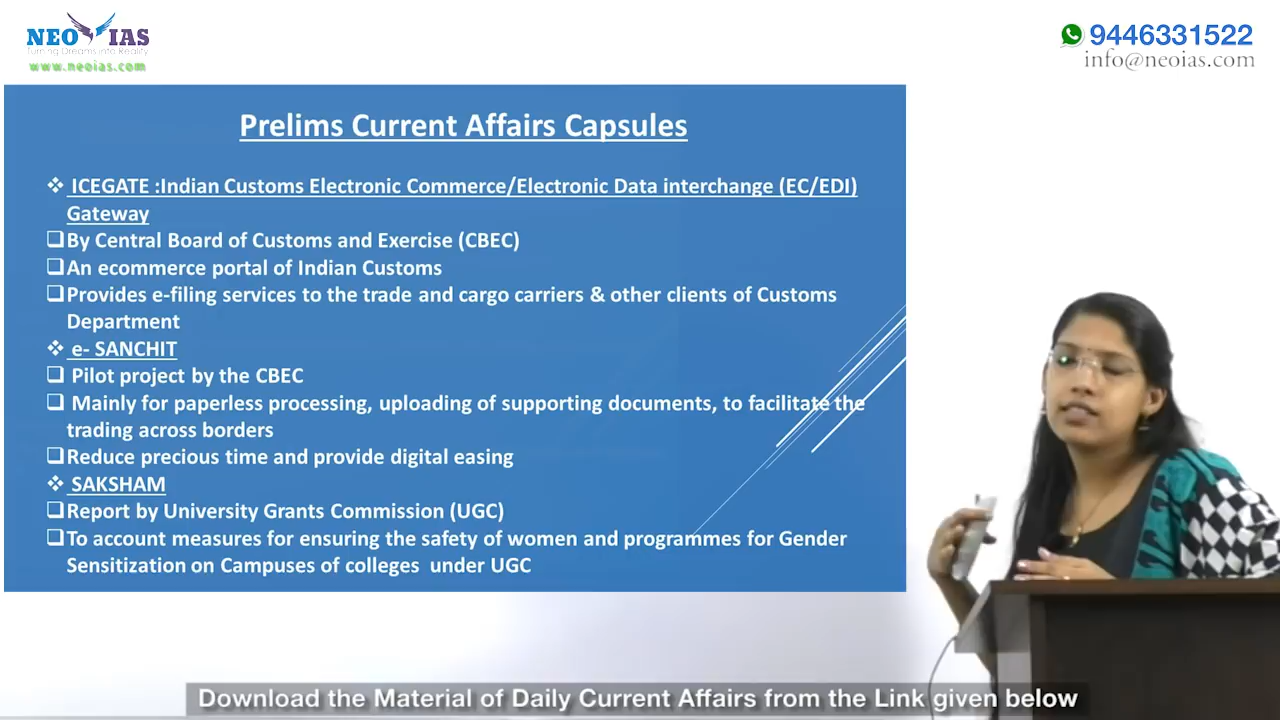 NEO IAS
Turning Dreams into Reality
www.neoias.com
9446331522
info@neoias.com
Prelims Current Affairs Capsules
❖ ICEGATE :Indian Customs Electronic Commerce/Electronic Data interchange (EC/EDI)
Gateway
❑By Central Board of Customs and Exercise (CBEC)
❑An ecommerce portal of Indian Customs
❑Provides e-filing services to the trade and cargo carriers & other clients of Customs
Department
❖ e- SANCHIT
❑ Pilot project by the CBEC
❑ Mainly for paperless processing, uploading of supporting documents, to facilitate the
trading across borders
❑Reduce precious time and provide digital easing
❖ SAKSHAM
❑Report by University Grants Commission (UGC)
❑To account measures for ensuring the safety of women and programmes for Gender
Sensitization on Campuses of colleges under UGC
Download the Material of Daily Current Affairs from the Link given below